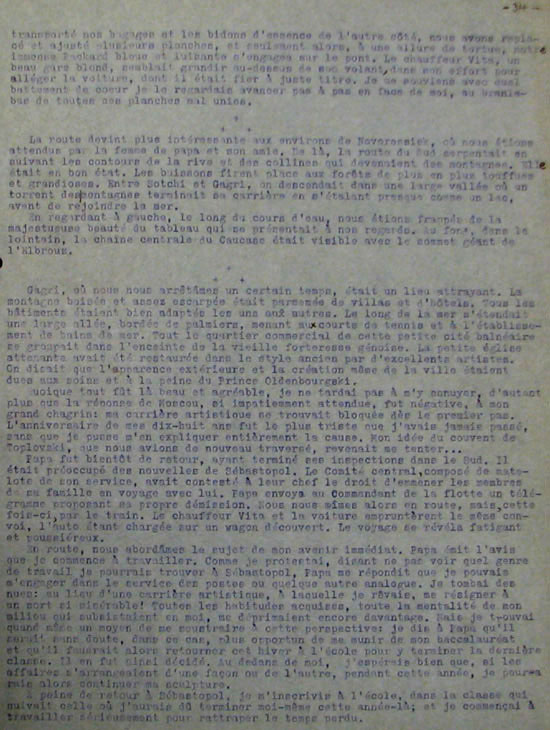 - 34 -
transporté nos bagages et les bidons d'essence de l'autre côté, nous avons repla-
cé et ajusté plusieurs planches, et seulement alors, à une allure de tortue, notre
immense Packard bleue et luisante s'engagea sur le pont. Le chauffeur Vita, un
beau gars blond, semblait grandir au-dessus de son volant, dans son effort pour
alléger la voiture, dont il était fier à juste titre. Je me souviens avec quel
battement de coeur je le regardais avancer pas à pas en face de moi, au branle-
bas de toutes ces planches mal unies.
+
+ +
La route devint plus intéressante aux environs de Novorossisk, où nous étions
attendus par la femme de papa et son amie. De là, la route du Sud serpentait en
suivant les contours de la rive et des collines qui devenaient des montagnes. Elle
était en bon état. Les buissons firent place aux forêts de plus en plus touffues
et grandioses. Entre Sotchi et Gagri, on descendait dans une large vallée où un
torrent des montagnes terminait sa carrière en s'étalant presque comme un lac,
avant de rejoindre la mer.
En regardant à gauche, le long du cours d'eau, nous étions frappés de la
majestueuse beauté du tableau qui se présentait à nos regards. Au fond, dans le
lointain, la chaîne centrale du Caucase était visible avec le sommet géant de
l'Elbrous.
+
+ +
Gagri, où nous nous arrêtâmes un certain temps, était un lieu attrayant. La
montagne boisée et assez escarpée était parsemée de villas et d'hôtels. Tous les
bâtiments étaient bien adaptés les uns aux autres. Le long de la mer s'étendait
une large allée, bordée de palmiers, menant aux courts de tennis et à l'établisse-
ment de bains de mer. Tout le quartier commercial de cette petite cité balnéaire
se groupait dans l'enceinte de la vieille forteresse génoise. La petite église
attenante avait été restaurée dans le style ancien par d'excellents artistes.
On disait que l'apparence extérieure et la création même de la ville étaient
dues aux soins et à la peine du Prince Oldenbourgski.
Quoique tout fût là beau et agréable, je ne tardai pas à m'y ennuyer, d'autant
plus que la réponse de Moscou, si impatiemment attendue, fut négative, à mon
grand chagrin: ma carrière artistique se trouvait bloquée dès le premier pas.
L'anniversaire de mes dix-huit ans fut le plus triste que j'avais jamais passé,
sans que je pusse m'en expliquer entièrement la cause. Mon idée du couvent de
Toplovski, que nous avions de nouveau traversé, revenait me tenter...
Papa fut bientôt de retour, ayant terminé ses inspections dans le Sud. Il
était préoccupé des nouvelles de Sébastopol. Le Comité central, composé de mate-
lots de son service, avait contesté à leur chef le droit d'emmener les membres
de sa famille en voyage avec lui. Papa envoya au Commandant de la flotte un télé-
gramme proposant sa propre démission. Nous nous mîmes alors en route, mais cette
fois-ci, par le train. Le chauffeur Vita et la voiture empruntèrent le même con-
voi, l'auto étant chargée sur un wagon découvert. Le voyage se révéla fatigant
et poussiéreux.
En route, nous abordâmes le sujet de mon avenir immédiat. Papa émit l'avis
que je commence à travailler. Comme je protestai, disant ne pas voir quel genre
de travail je pourrais trouver à Sébastopol, Papa me répondit que je pouvais
m'engager dans le service des postes ou quelque autre analogue. Je tombai des
nues: au lieu d'une carrière artistique, à laquelle je rêvais, me résigner à
un sort si misérable! Toutes les habitudes acquises, toute la mentalité de mon
milieu qui subsistaient en moi, me déprimaient encore davantage. Mais je trouvai
quand même un moyen de me soustraire à cette perspective: je dis à Papa qu'il
serait sans doute, dans ce cas, plus opportun de me munir de mon baccalauréat
et qu'il faudrait alors retourner cet hiver à l'école pour y terminer la dernière
classe. Il en fut ainsi décidé. Au dedans de moi, j'espérais bien que, si les
affaires s'arrangeaient d'une façon ou de l'autre, pendant cette année, je pour-
rais alors continuer ma sculpture.
peine de retour à Sébastopol, je m'inscrivis à l'école, dans la classe qui
suivait celle où j'aurais dû terminer moi-même cette année-là; et je commençai à
travailler sérieusement pour rattraper le temps perdu.